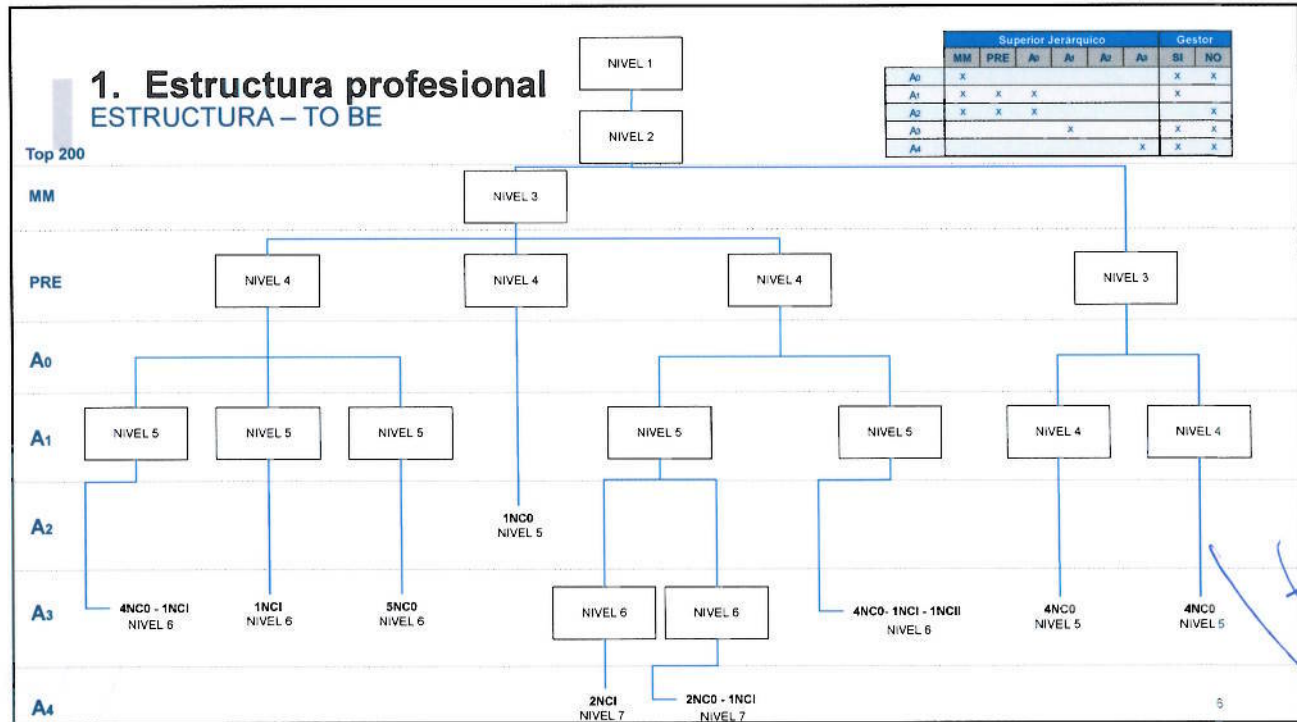 1. Estructura profesional
ESTRUCTURA – TO BE
NIVEL 1
NIVEL 2
Superior Jerárquico Gestor
MM PRE A0 A1 A2 A3 SI NO
A0 x x x
A1 x x x x
A2 x x x x
A3 x x x
A4 x x x
Top 200
MM
NIVEL 3
PRE
NIVEL 4 NIVEL 4 NIVEL 4 NIVEL 3
A0
A1
NIVEL 5 NIVEL 5 NIVEL 5 NIVEL 5 NIVEL 5 NIVEL 4 NIVEL 4
A2
1NC0
NIVEL 5
A3
4NC0 - 1NCI
NIVEL 6
1NCI
NIVEL 6
5NC0
NIVEL 6
NIVEL 6 NIVEL 6
4NC0- 1NCI - 1NCII
NIVEL 6
4NC0
NIVEL 5
4NC0
NIVEL 5
A4
2NCI
NIVEL 7
2NC0 - 1NCI
NIVEL 7
6